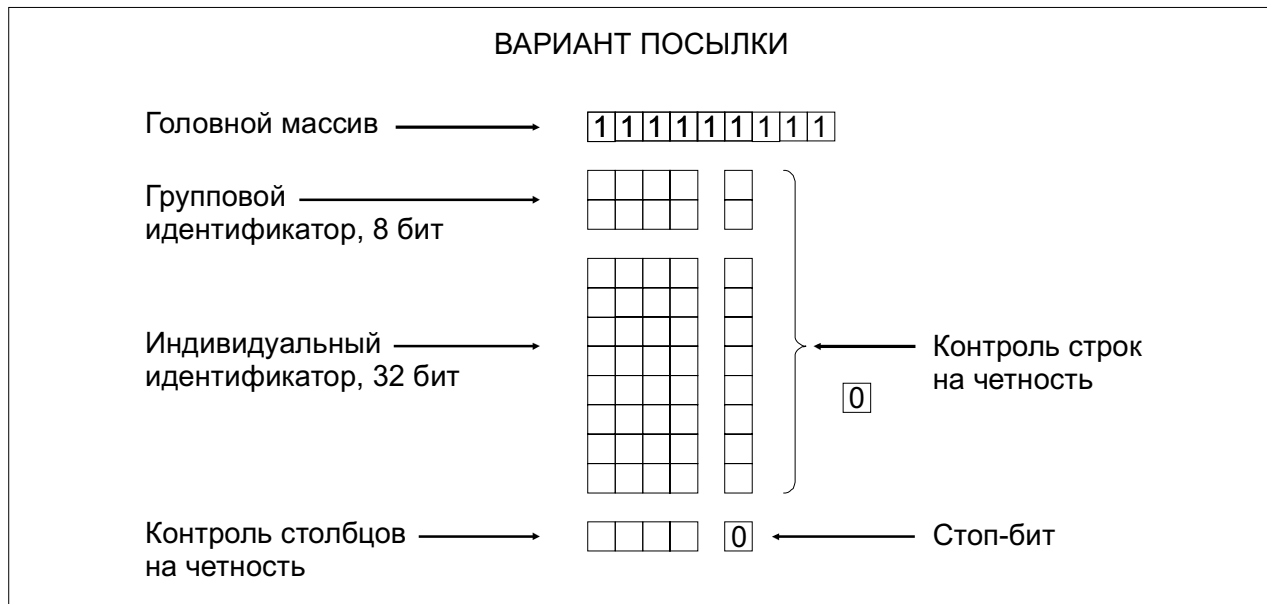 ВАРИАНТ ПОСЫЛКИ
Головной массив
1 1 1 1 1 1 1 1 1
Групповой
идентификатор, 8 бит
Индивидуальный
идентификатор, 32 бит
Контроль строк
на четность
0
Контроль столбцов
на четность
0
Стоп-бит